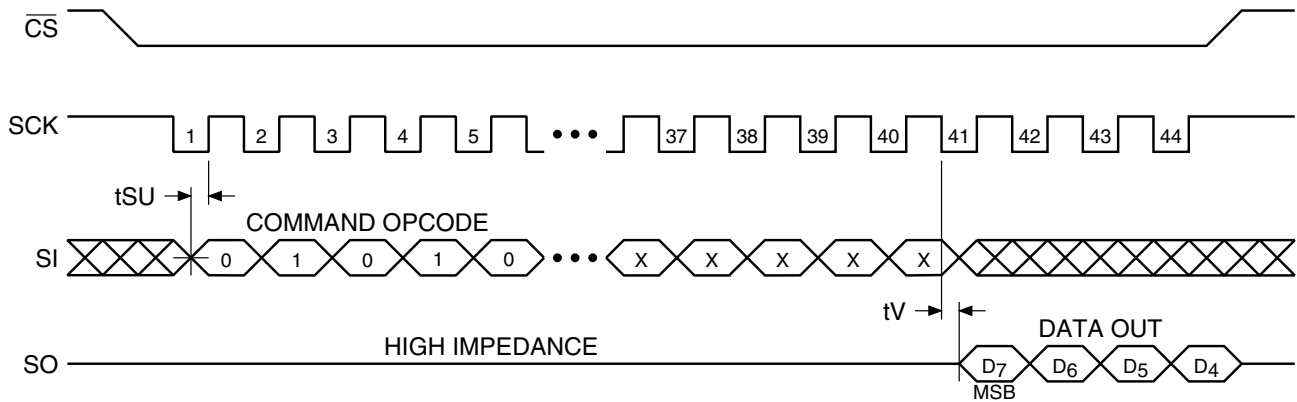 CS
SCK 1 2 3 4 5 ••• 37 38 39 40 41 42 43 44
tSU
COMMAND OPCODE
SI 0 1 0 1 0 ••• X X X X X
tV
DATA OUT
HIGH IMPEDANCE
SO D7 D6 D5 D4
MSB